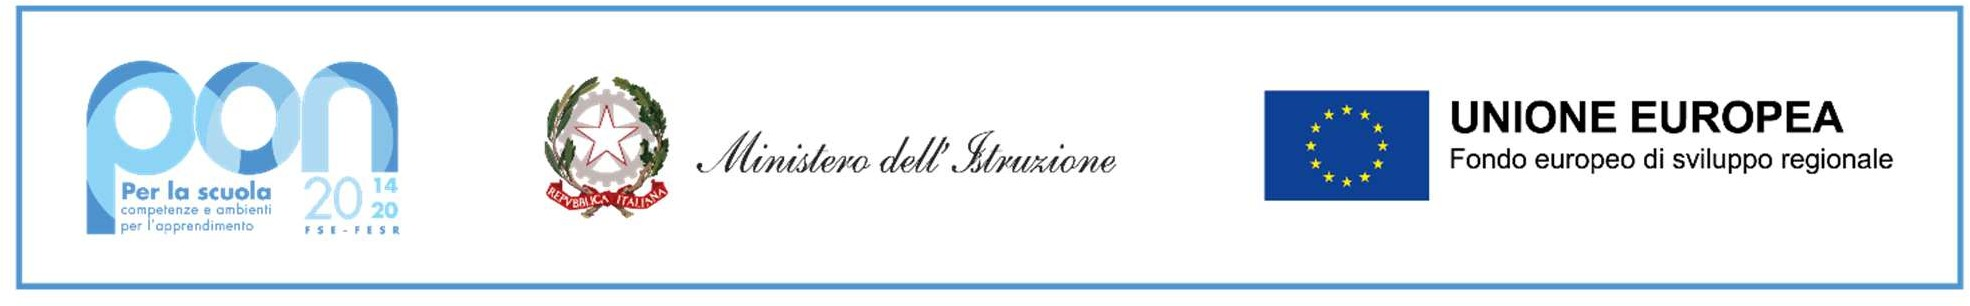 pon
Per la scuola
competenze e ambienti
per l'apprendimento
20 14
20
FSE-FESR
REPVBBLICA ITALIANA
Ministero dell'Istruzione
UNIONE EUROPEA
Fondo europeo di sviluppo regionale